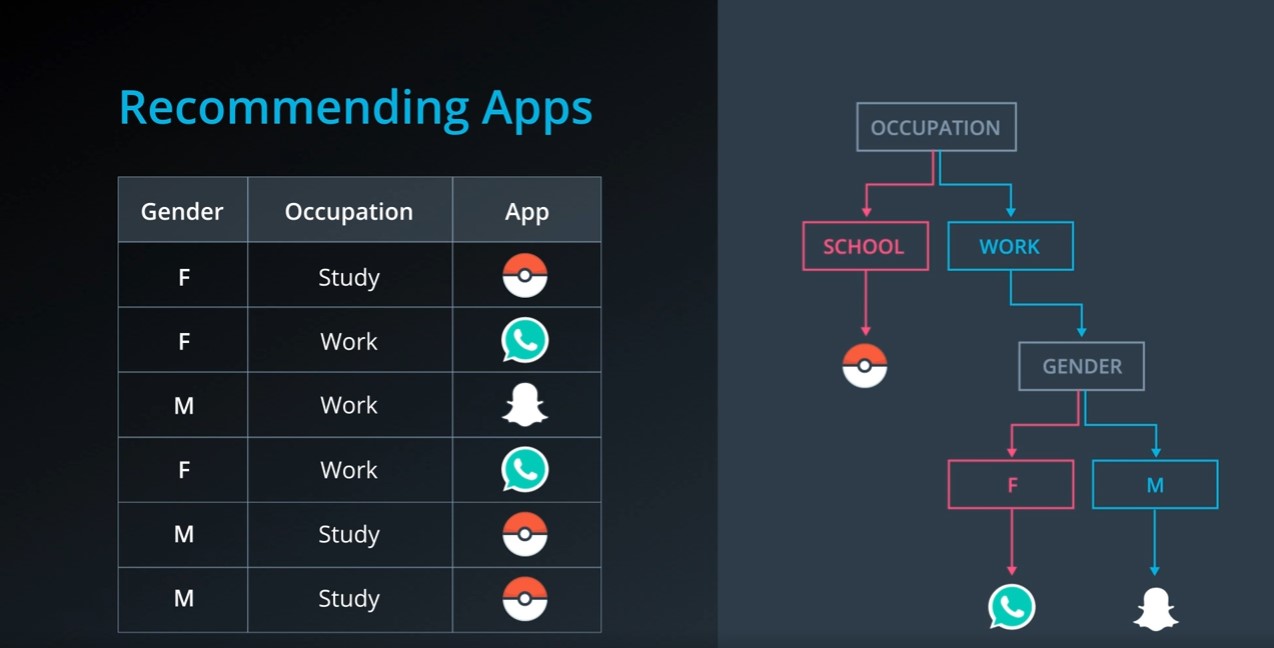 Recommending Apps
Gender Occupation App
F Study
F Work
M Work
F Work
M Study
M Study
OCCUPATION
SCHOOL WORK
GENDER
F M